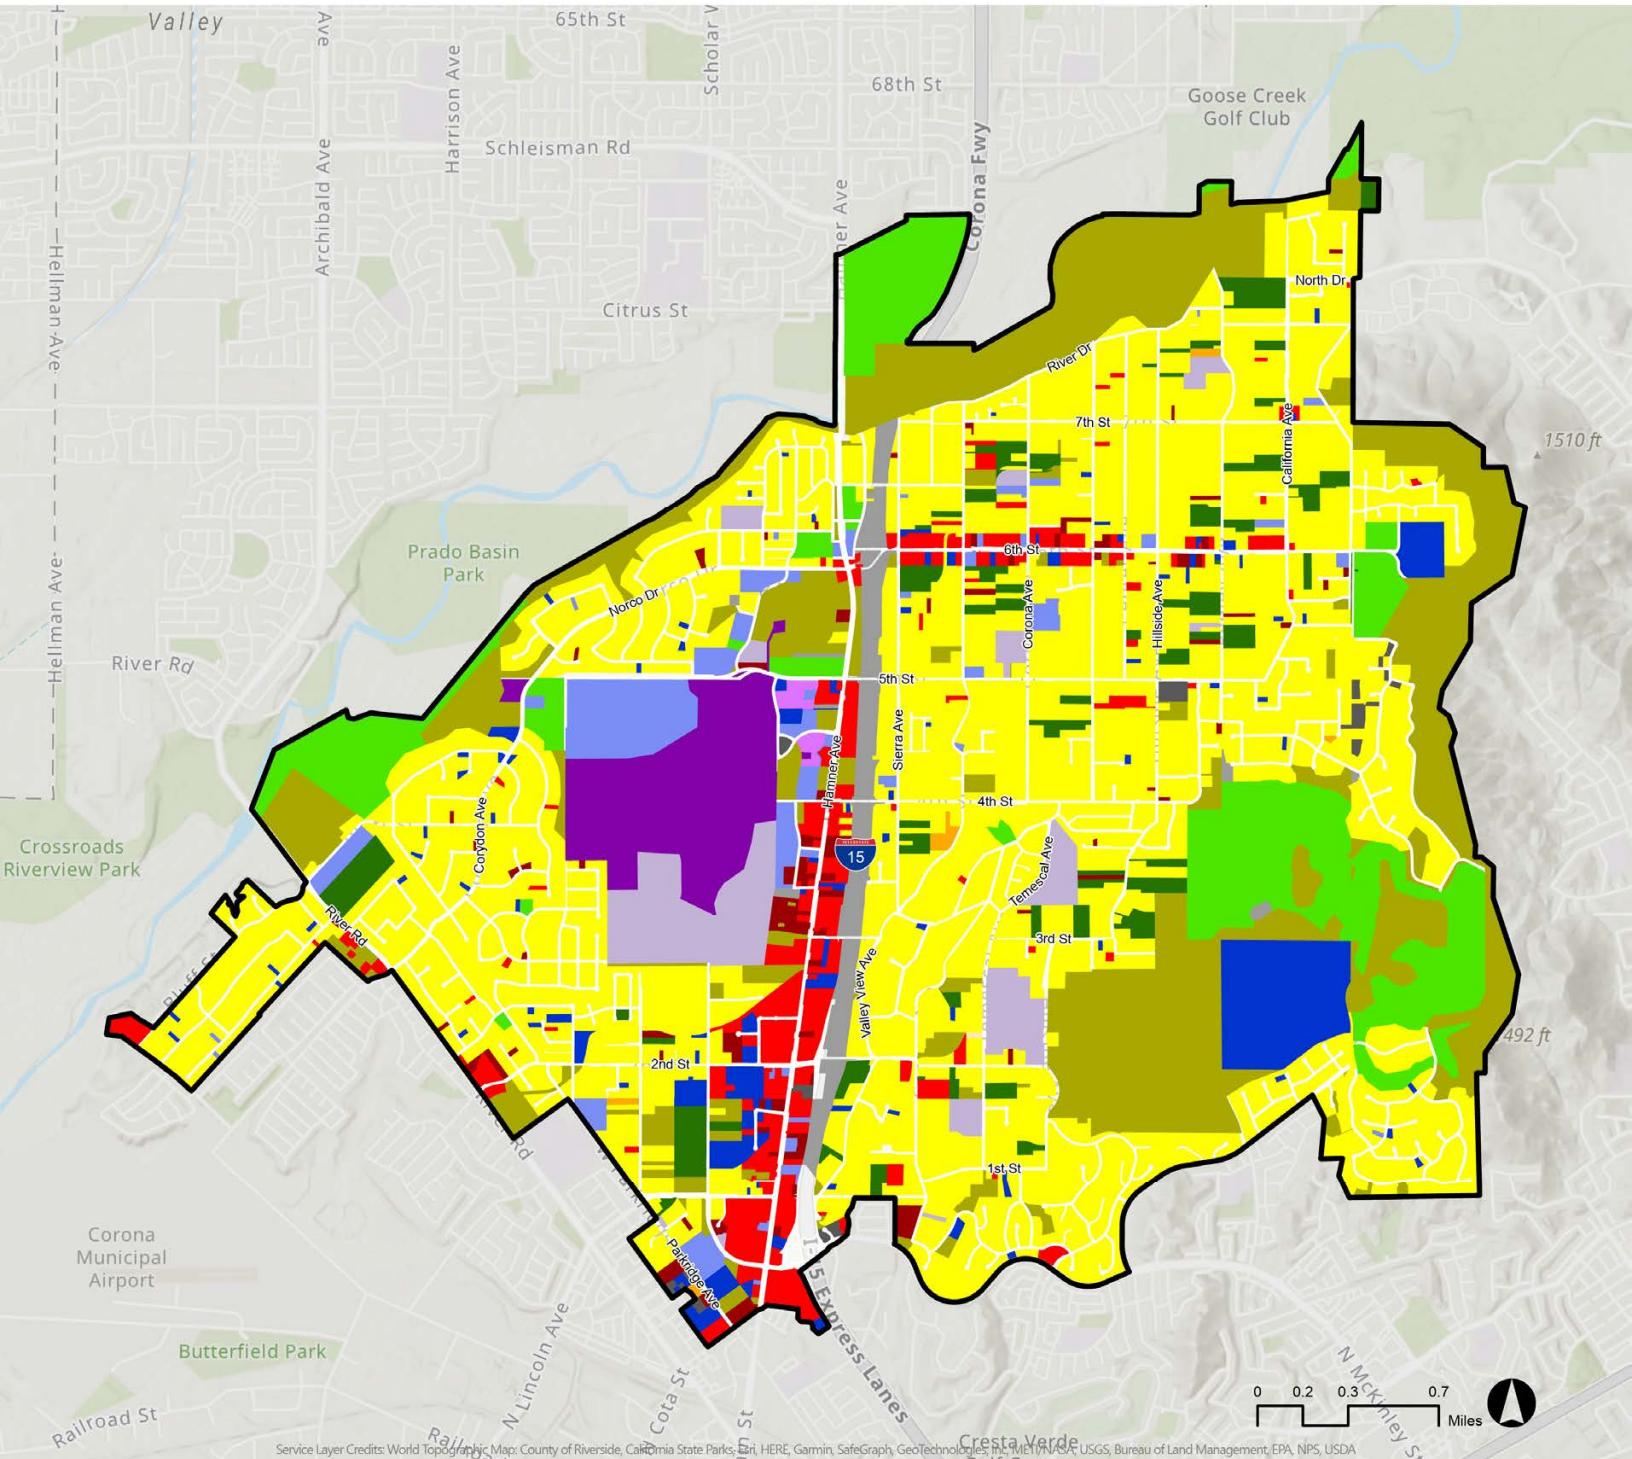 Valley
65th St
Ave
Harrison Ave
Scholar
68th St
Goose Creek
Golf Club
Schleisman Rd
Archibald Ave
Corona Fwy
Hellman Ave
Citrus St
North Dr
River Dr
7th St
California Ave
1510 ft
Prado Basin
Park
6th St
Norco Dr
Corona Ave
Hillside Ave
Hellman Ave
River Rd
5th St
Sierra Ave
Hamner Ave
4th St
Corydon Ave
INTERSTATE
15
Crossroads
Riverview Park
Temescal Ave
River Rd
3rd St
Valley View Ave
492 ft
2nd St
1st St
Corona
Municipal
Airport
Parkridge Ave
I-15 Express Lanes
Butterfield Park
N Lincoln Ave
N Cota St
N McKinley St
Railroad St
0 0.2 0.3 0.7
Miles
Cresta Verde
Service Layer Credits: World Topographic Map: County of Riverside, California State Parks, Esri, HERE, Garmin, SafeGraph, GeoTechnologies, Inc, METI/NASA, USGS, Bureau of Land Management, EPA, NPS, USDA